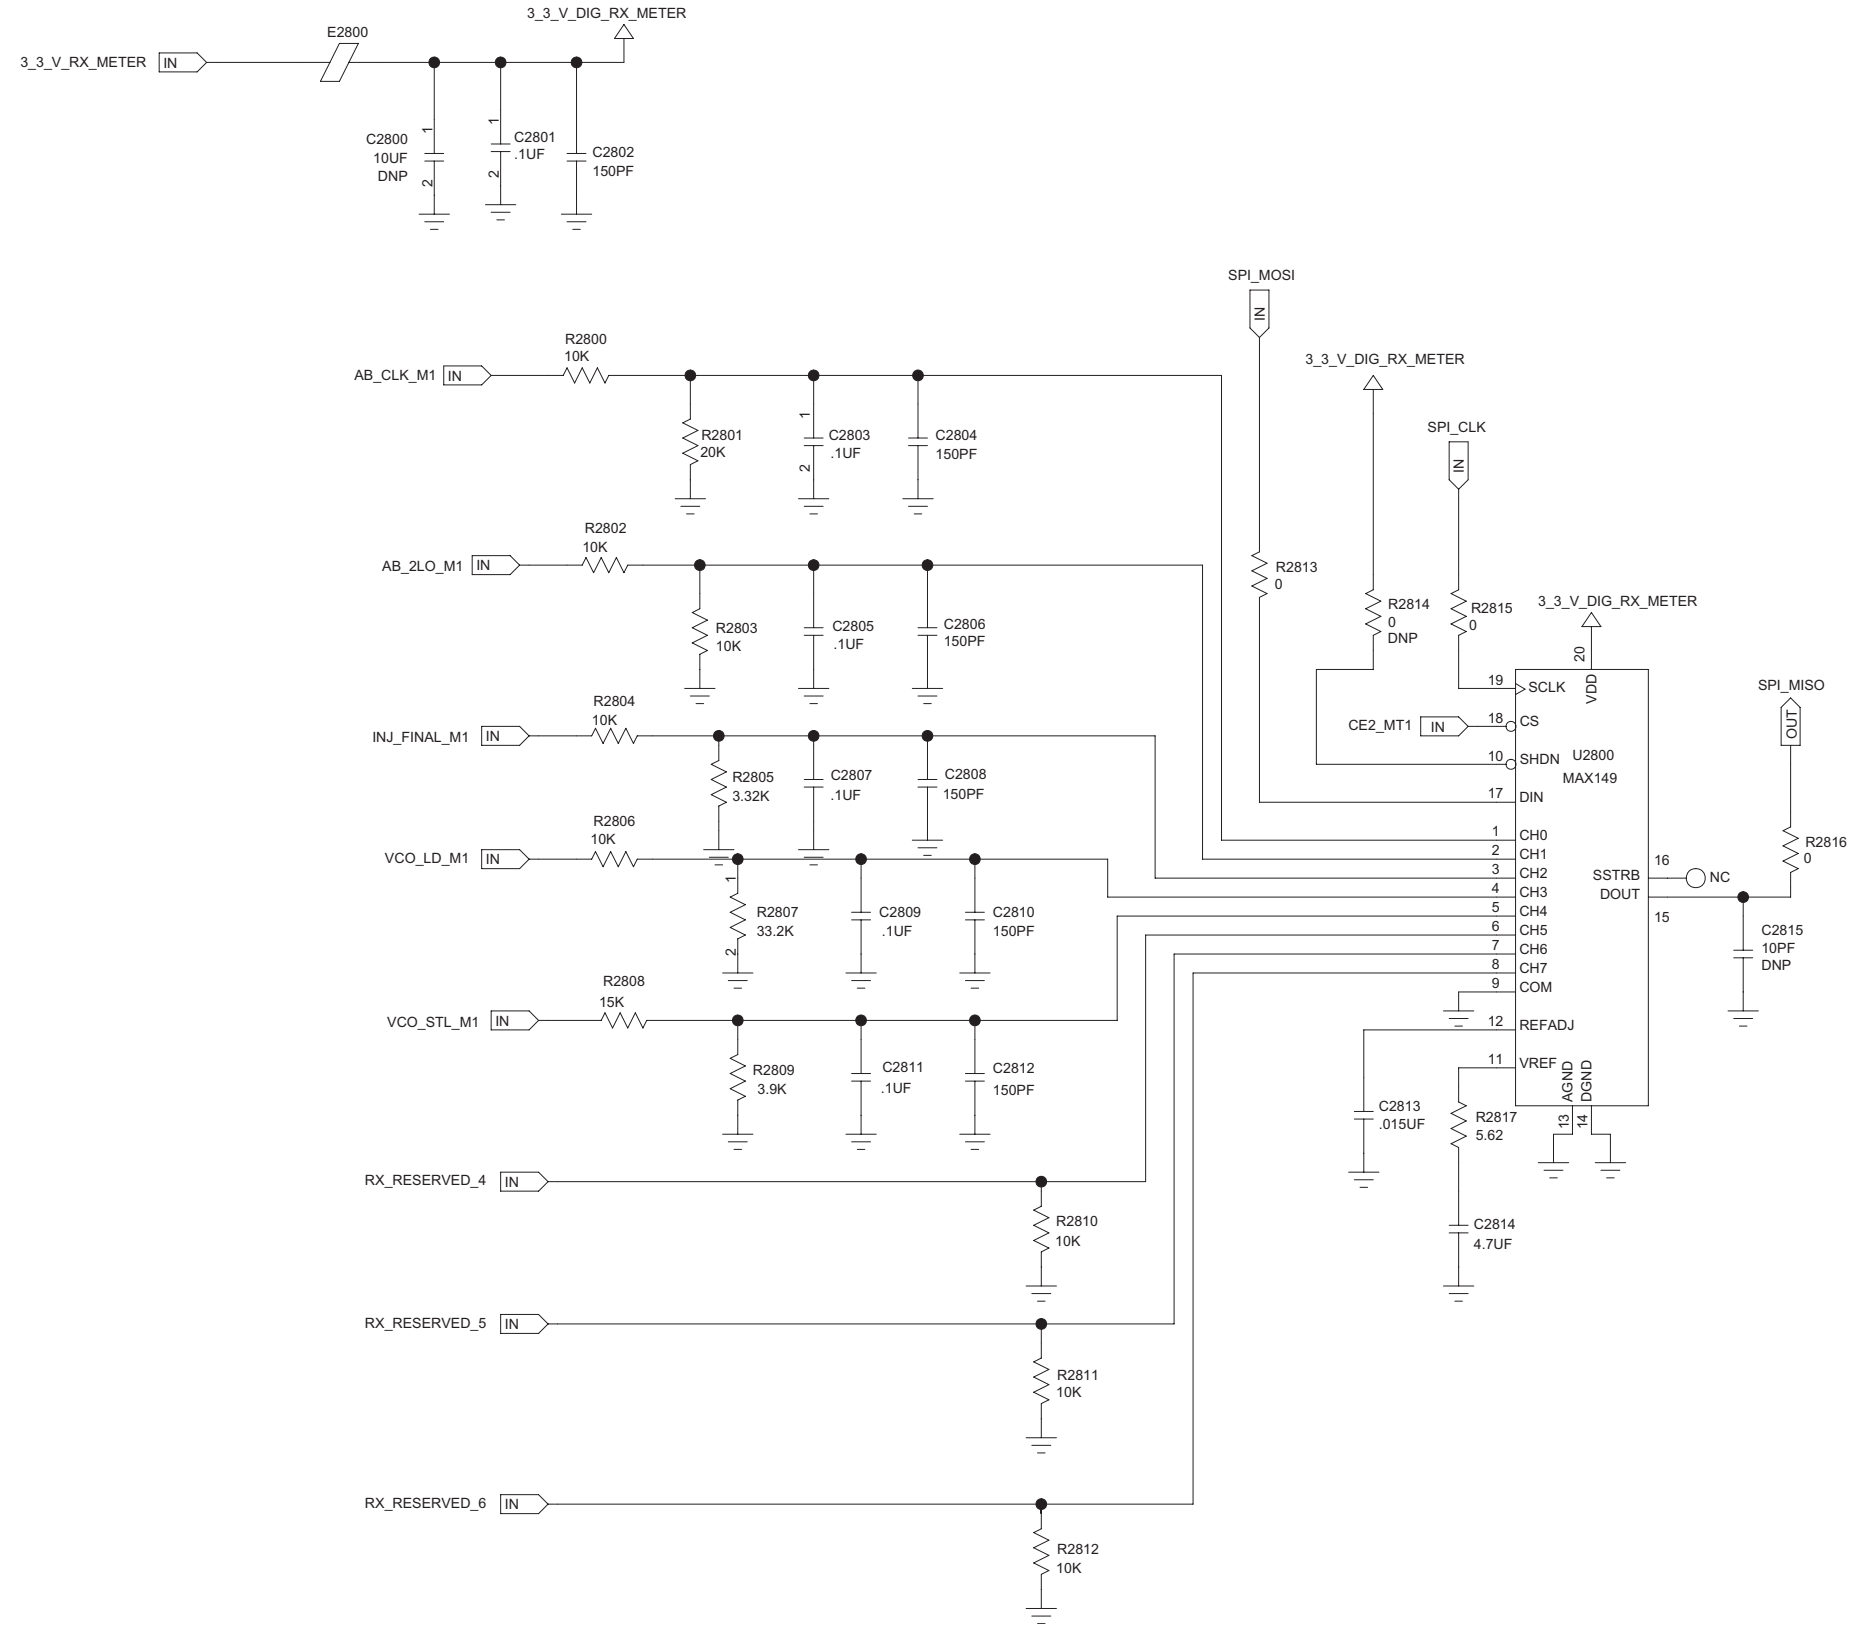 3_3_V_DIG_RX_METER
E2800
3_3_V_RX_METER
IN
1
C2800
10UF
DNP
2
1
C2801
.1UF
2
C2802
150PF
SPI_MOSI
IN
R2800
10K
AB_CLK_M1
IN
R2801
20K
1
C2803
.1UF
2
C2804
150PF
3_3_V_DIG_RX_METER
SPI_CLK
IN
R2802
10K
AB_2LO_M1
IN
R2803
10K
C2805
.1UF
C2806
150PF
R2813
0
R2814
0
DNP
R2815
0
3_3_V_DIG_RX_METER
20
VDD
R2804
10K
INJ_FINAL_M1
IN
R2805
3.32K
C2807
.1UF
C2808
150PF
19
SCLK
CE2_MT1
IN
18
CS
10
SHDN
17
DIN
U2800
MAX149
SPI_MISO
OUT
R2816
0
R2806
10K
VCO_LD_M1
IN
1
R2807
33.2K
2
C2809
.1UF
C2810
150PF
1
CH0
2
CH1
3
CH2
4
CH3
5
CH4
6
CH5
7
CH6
8
CH7
9
COM
12
REFADJ
11
VREF
SSTRB
16
NC
DOUT
15
C2815
10PF
DNP
R2808
15K
VCO_STL_M1
IN
R2809
3.9K
C2811
.1UF
C2812
150PF
AGND
DGND
13
14
C2813
.015UF
R2817
5.62
C2814
4.7UF
RX_RESERVED_4
IN
R2810
10K
RX_RESERVED_5
IN
R2811
10K
RX_RESERVED_6
IN
R2812
10K